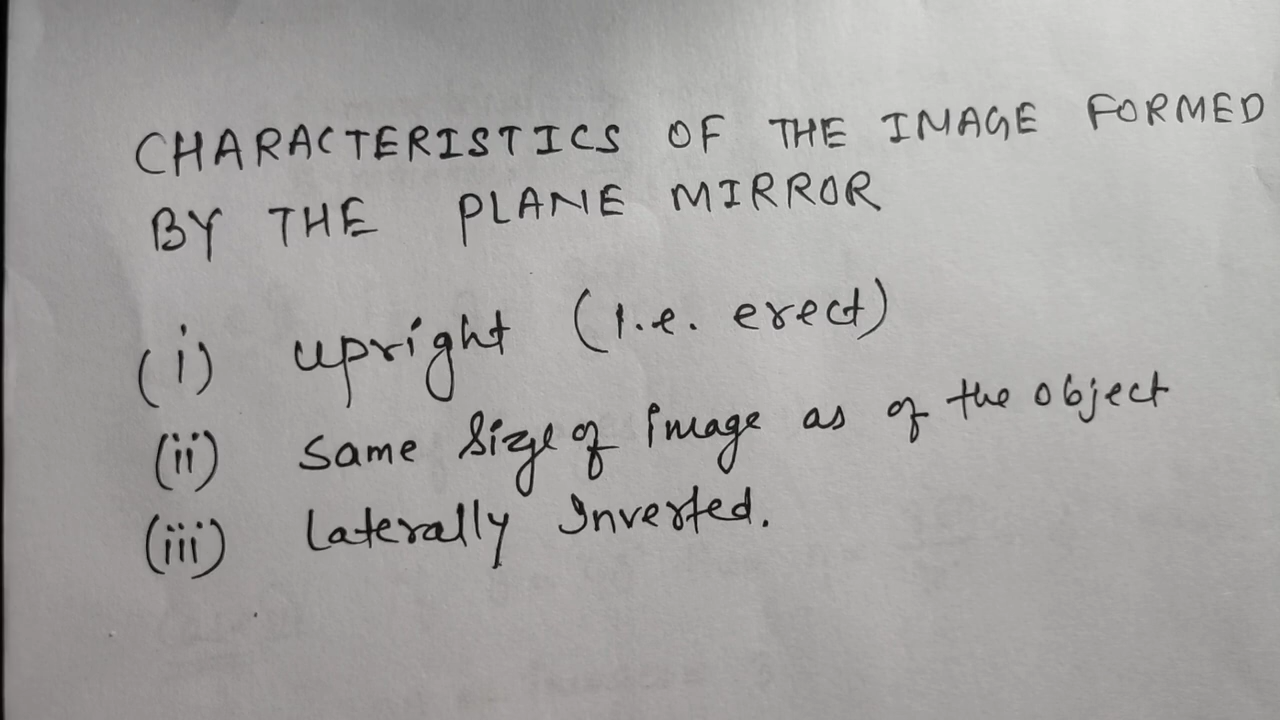 CHARACTERISTICS OF THE IMAGE FORMED
BY THE PLANE MIRROR
(i) upright (i.e. erect)
(ii) Same Size of image as of the object
(iii) Laterally Inverted.